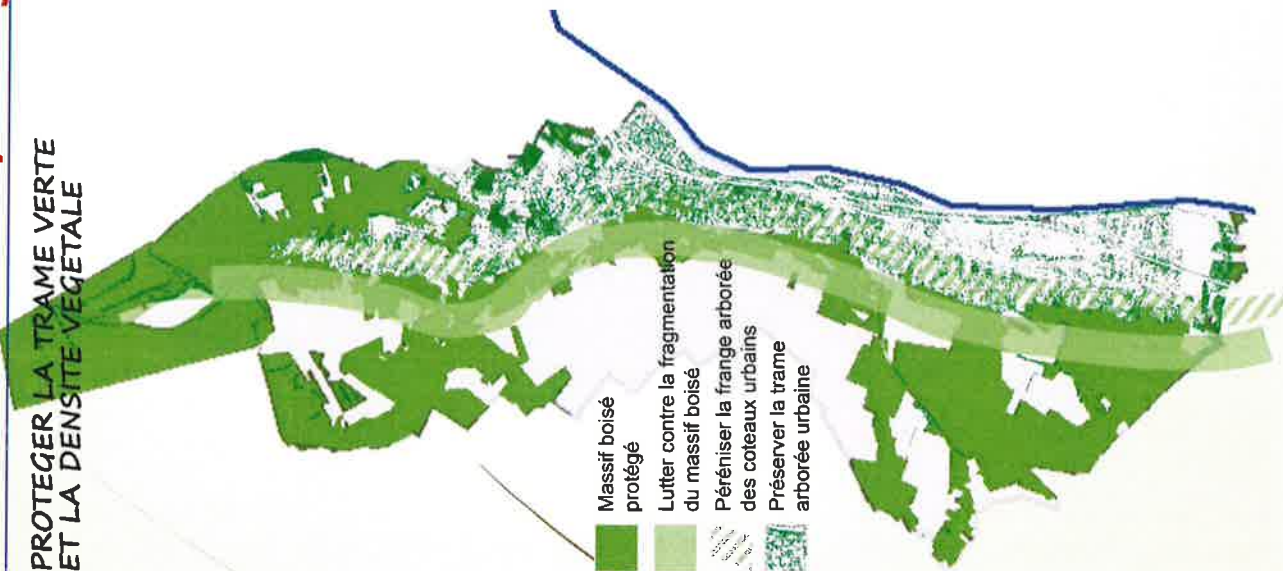 PROTEGER LA TRAME VERTE
ET LA DENSITE VEGETALE
Massif boisé
protégé
Lutter contre la fragmentation
du massif boisé
Péréniser la frange arborée
des coteaux urbains
Préserver la trame
arborée urbaine